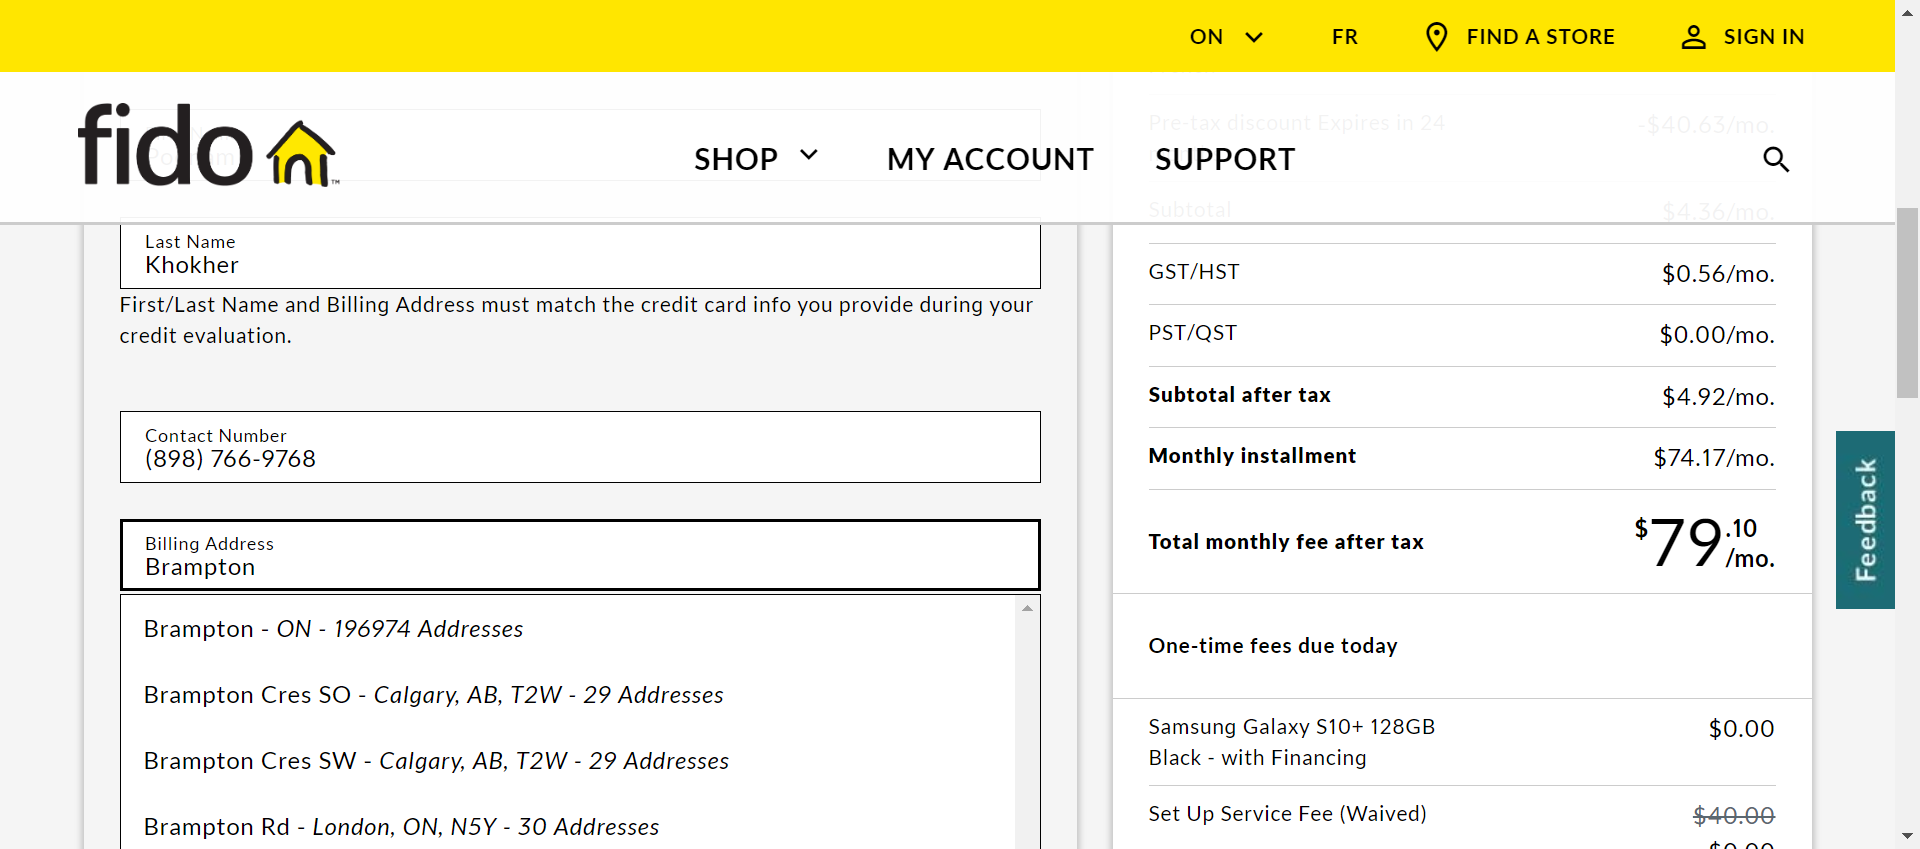 ON
FR
FIND A STORE
SIGN IN
fido
SHOP
MY ACCOUNT
SUPPORT
Last Name
Khokher
First/Last Name and Billing Address must match the credit card info you provide during your
credit evaluation.
Contact Number
(898) 766-9768
Billing Address
Brampton
Brampton - ON - 196974 Addresses
Brampton Cres SO - Calgary, AB, T2W - 29 Addresses
Brampton Cres SW - Calgary, AB, T2W - 29 Addresses
Brampton Rd - London, ON, N5Y - 30 Addresses
Pre-tax discount Expires in 24
-$40.63/mo.
Subtotal
$4.36/mo.
GST/HST
$0.56/mo.
PST/QST
$0.00/mo.
Subtotal after tax
$4.92/mo.
Monthly installment
$74.17/mo.
Total monthly fee after tax
$79.10/mo.
One-time fees due today
Samsung Galaxy S10+ 128GB
Black - with Financing
$0.00
Set Up Service Fee (Waived)
$40.00
Feedback